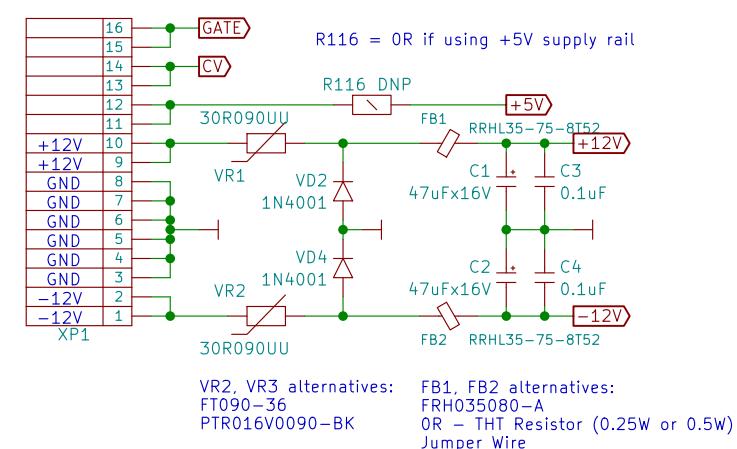 16
GATE
15
R116 = 0R if using +5V supply rail
14
CV
13
R116 DNP
12
+5V
11
30R090UU
FB1
RRHL35-75-8T52
+12V
10
+12V
+12V
9
VR1
GND
8
VD2
1N4001
C1
47uFx16V
C3
0.1uF
GND
7
GND
6
GND
5
GND
4
VD4
1N4001
C2
47uFx16V
C4
0.1uF
GND
3
-12V
2
VR2
-12V
1
-12V
XP1
30R090UU
FB2
RRHL35-75-8T52
VR2, VR3 alternatives:
FT090-36
PTR016V0090-BK
FB1, FB2 alternatives:
FRH035080-A
0R - THT Resistor (0.25W or 0.5W)
Jumper Wire